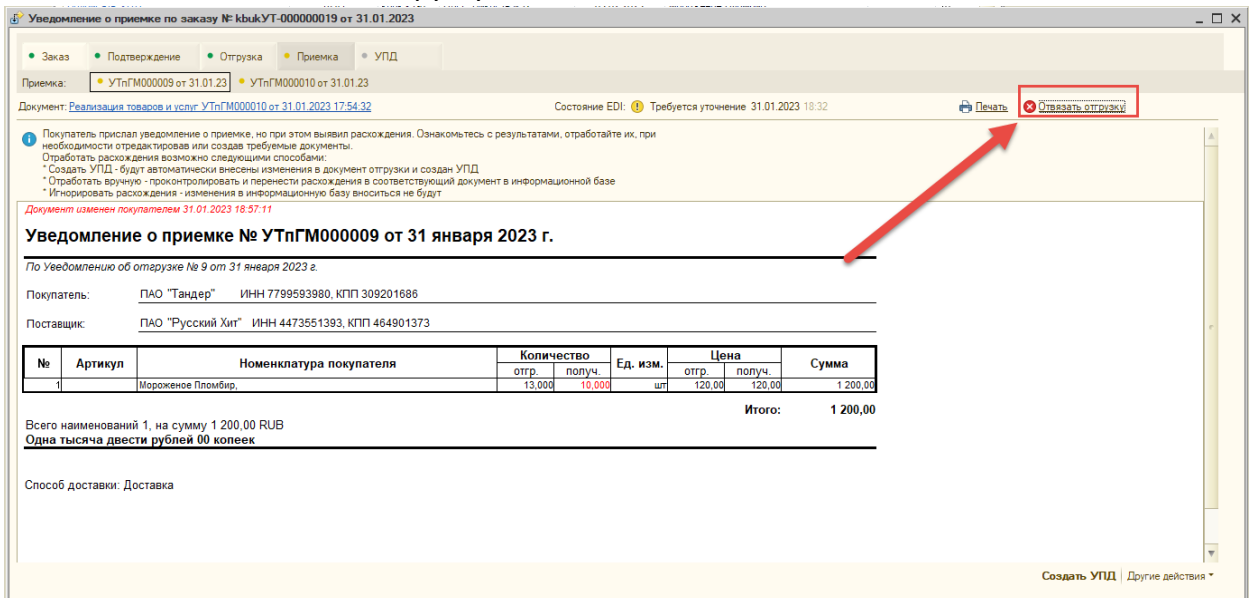 Уведомление о приемке по заказу № kbukУТ-000000019 от 31.01.2023
Заказ Подтверждение Отгрузка Приемка УПД
Приемка: УТпГМ000009 от 31.01.23 УТпГМ000010 от 31.01.23
Документ: Реализация товаров и услуг УТпГМ000010 от 31.01.2023 17:54:32 Состояние EDI: Требуется уточнение 31.01.2023 18:32 Печать Отвязать отгрузку
Покупатель прислал уведомление о приемке, но при этом выявил расхождения. Ознакомьтесь с результатами, отработайте их, при
необходимости отредактировав или создав требуемые документы.
Отработать расхождения возможно следующими способами:
* Создать УПД - будут автоматически внесены изменения в документ отгрузки и создан УПД
* Отработать вручную - проконтролировать и перенести расхождения в соответствующий документ в информационной базе
* Игнорировать расхождения - изменения в информационную базу вноситься не будут
Документ изменен покупателем 31.01.2023 18:57:11
Уведомление о приемке № УТпГМ000009 от 31 января 2023 г.
По Уведомлению об отгрузке № 9 от 31 января 2023 г.
Покупатель: ПАО "Тандер" ИНН 7799593980, КПП 309201686
Поставщик: ПАО "Русский Хит" ИНН 4473551393, КПП 464901373
№ Артикул Номенклатура покупателя Количество Ед. изм. Цена Сумма
отгр. получ. отгр. получ.
1 Мороженое Пломбир, 13,000 10,000 шт 120,00 120,00 1 200,00
Итого: 1 200,00
Всего наименований 1, на сумму 1 200,00 RUB
Одна тысяча двести рублей 00 копеек
Способ доставки: Доставка
Создать УПД Другие действия